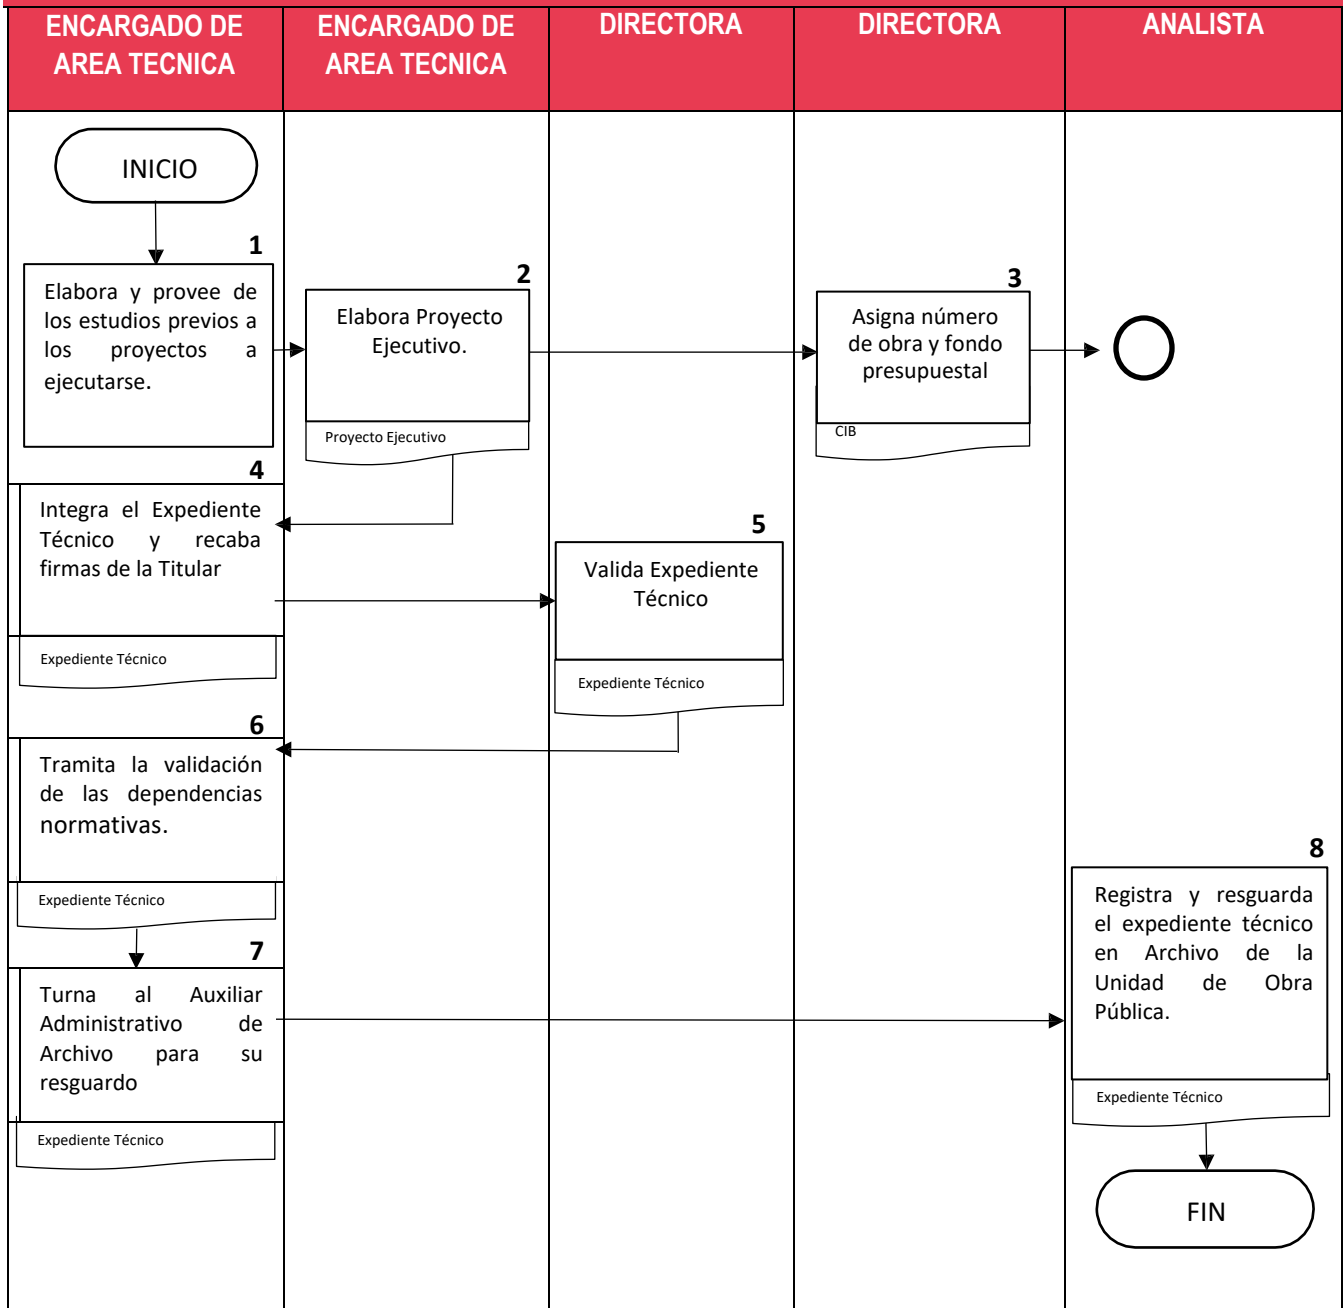 ENCARGADO DE
AREA TECNICA
ENCARGADO DE
AREA TECNICA
DIRECTORA
DIRECTORA
ANALISTA
INICIO
1
Elabora y provee de
los estudios previos a
los proyectos a
ejecutarse.
2
Elabora Proyecto
Ejecutivo.
Proyecto Ejecutivo
3
Asigna número
de obra y fondo
presupuestal
CIB
4
Integra el Expediente
Técnico y recaba
firmas de la Titular
Expediente Técnico
5
Valida Expediente
Técnico
Expediente Técnico
6
Tramita la validación
de las dependencias
normativas.
Expediente Técnico
7
Turna al Auxiliar
Administrativo de
Archivo para su
resguardo
Expediente Técnico
8
Registra y resguarda
el expediente técnico
en Archivo de la
Unidad de Obra
Pública.
Expediente Técnico
FIN